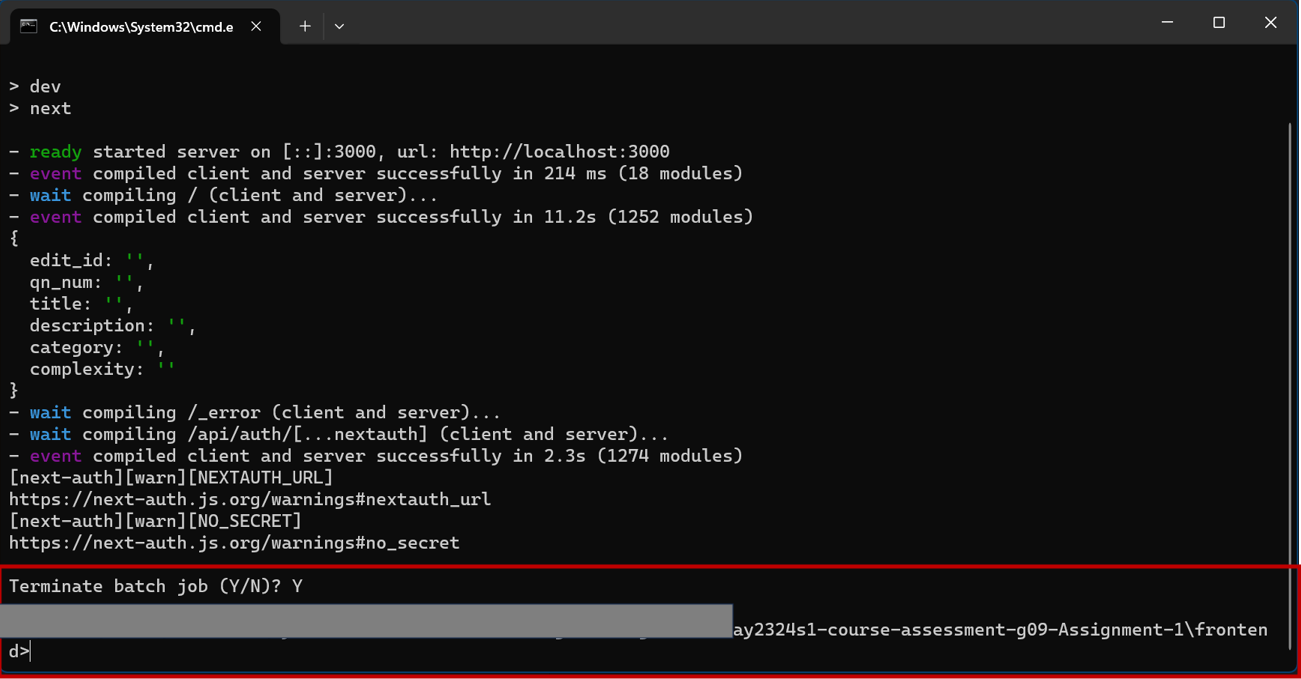 C:\Windows\System32\cmd.e
> dev
> next
- ready started server on [::]:3000, url: http://localhost:3000
- event compiled client and server successfully in 214 ms (18 modules)
- wait compiling / (client and server)...
- event compiled client and server successfully in 11.2s (1252 modules)
{
  edit_id: '',
  qn_num: '',
  title: '',
  description: '',
  category: '',
  complexity: ''
}
- wait compiling /_error (client and server)...
- wait compiling /api/auth/[...nextauth] (client and server)...
- event compiled client and server successfully in 2.3s (1274 modules)
[next-auth][warn][NEXTAUTH_URL]
https://next-auth.js.org/warnings#nextauth_url
[next-auth][warn][NO_SECRET]
https://next-auth.js.org/warnings#no_secret
Terminate batch job (Y/N)? Y
ay2324s1-course-assessment-g09-Assignment-1\fronten
d>